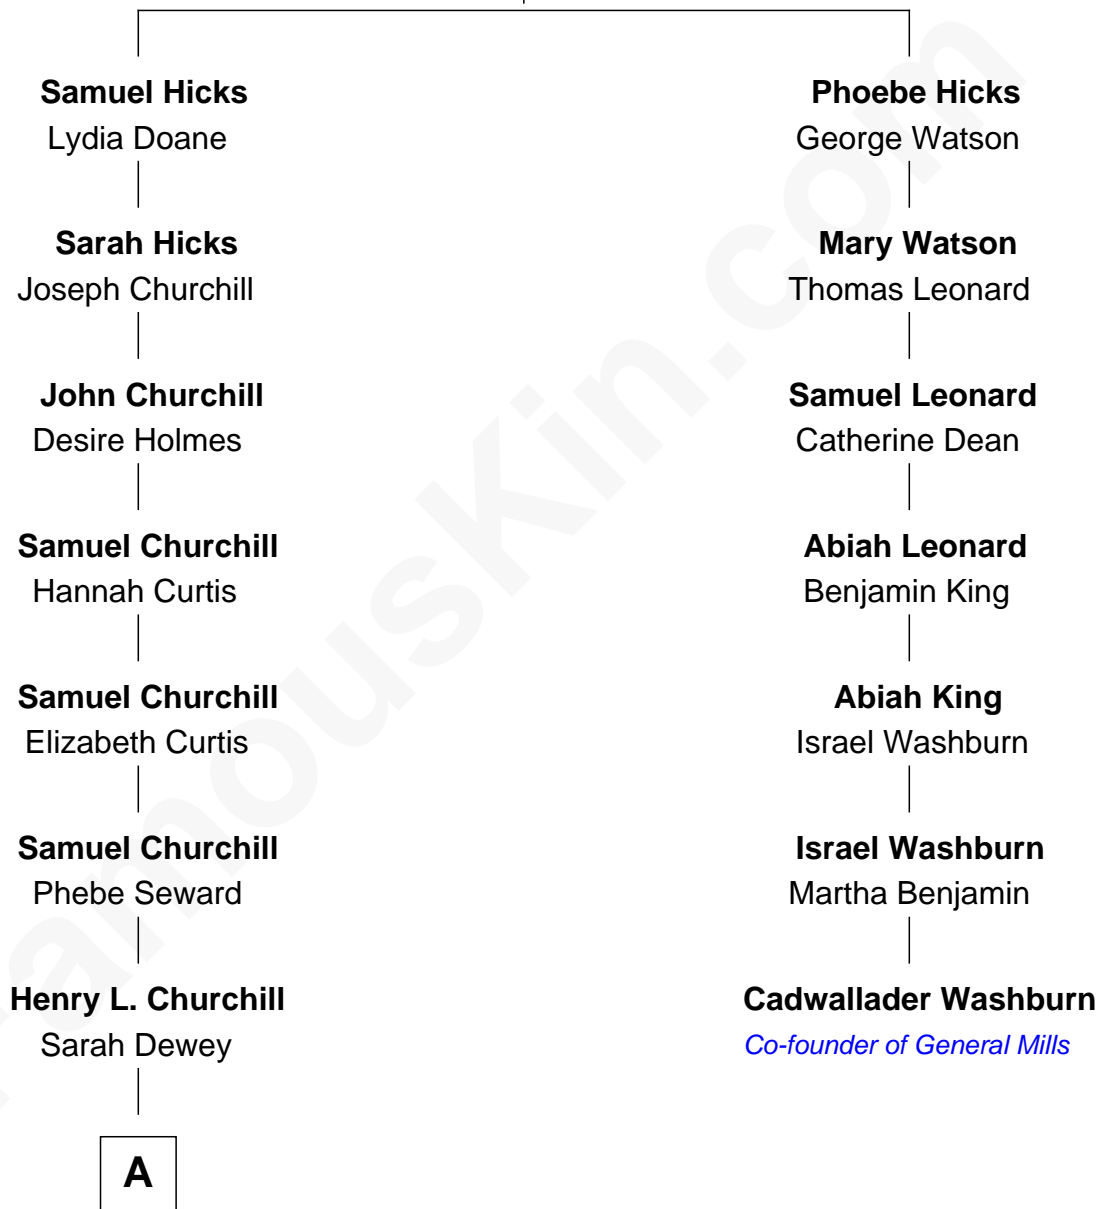 Samuel Hicks
Lydia Doane
Sarah Hicks
Joseph Churchill
John Churchill
Desire Holmes
Samuel Churchill
Hannah Curtis
Samuel Churchill
Elizabeth Curtis
Samuel Churchill
Phebe Seward
Henry L. Churchill
Sarah Dewey
A
Phoebe Hicks
George Watson
Mary Watson
Thomas Leonard
Samuel Leonard
Catherine Dean
Abiah Leonard
Benjamin King
Abiah King
Israel Washburn
Israel Washburn
Martha Benjamin
Cadwallader Washburn
Co-founder of General Mills
FamousKin.com